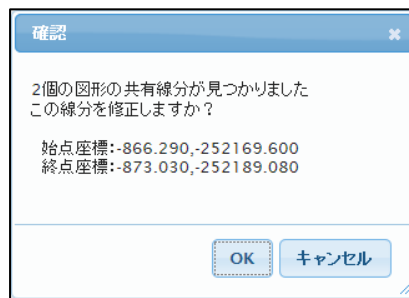 確認
2個の図形の共有線分が見つかりました
この線分を修正しますか？
始点座標:-866.290,-252169.600
終点座標:-873.030,-252189.080
OK
キャンセル